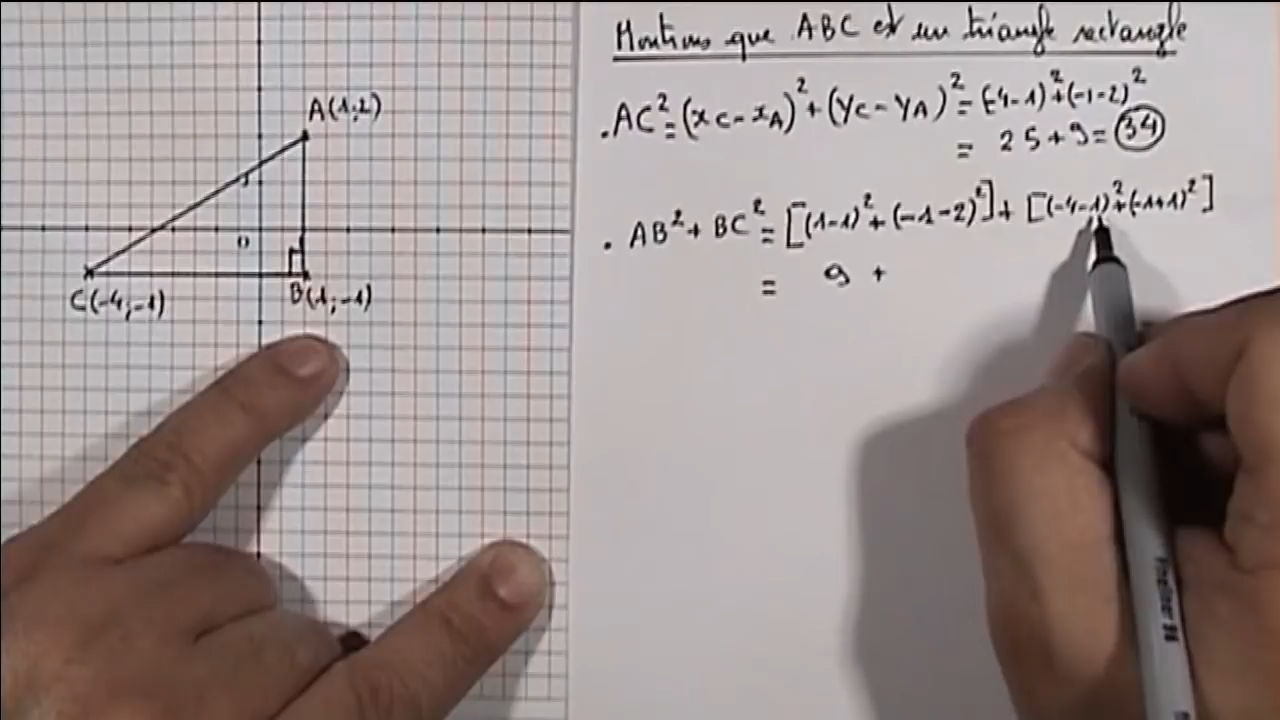 A(1;2)
C(-4;-1)
B(1;-1)
Montrons que ABC est un triangle rectangle
. AC² = (xC - xA)² + (yC - yA)² = (-4-1)² + (-1-2)²
= 25 + 9 = 34
. AB² + BC² = [(1-1)² + (-1-2)²] + [(-4-1)² + (-1+1)²]
= 9 +